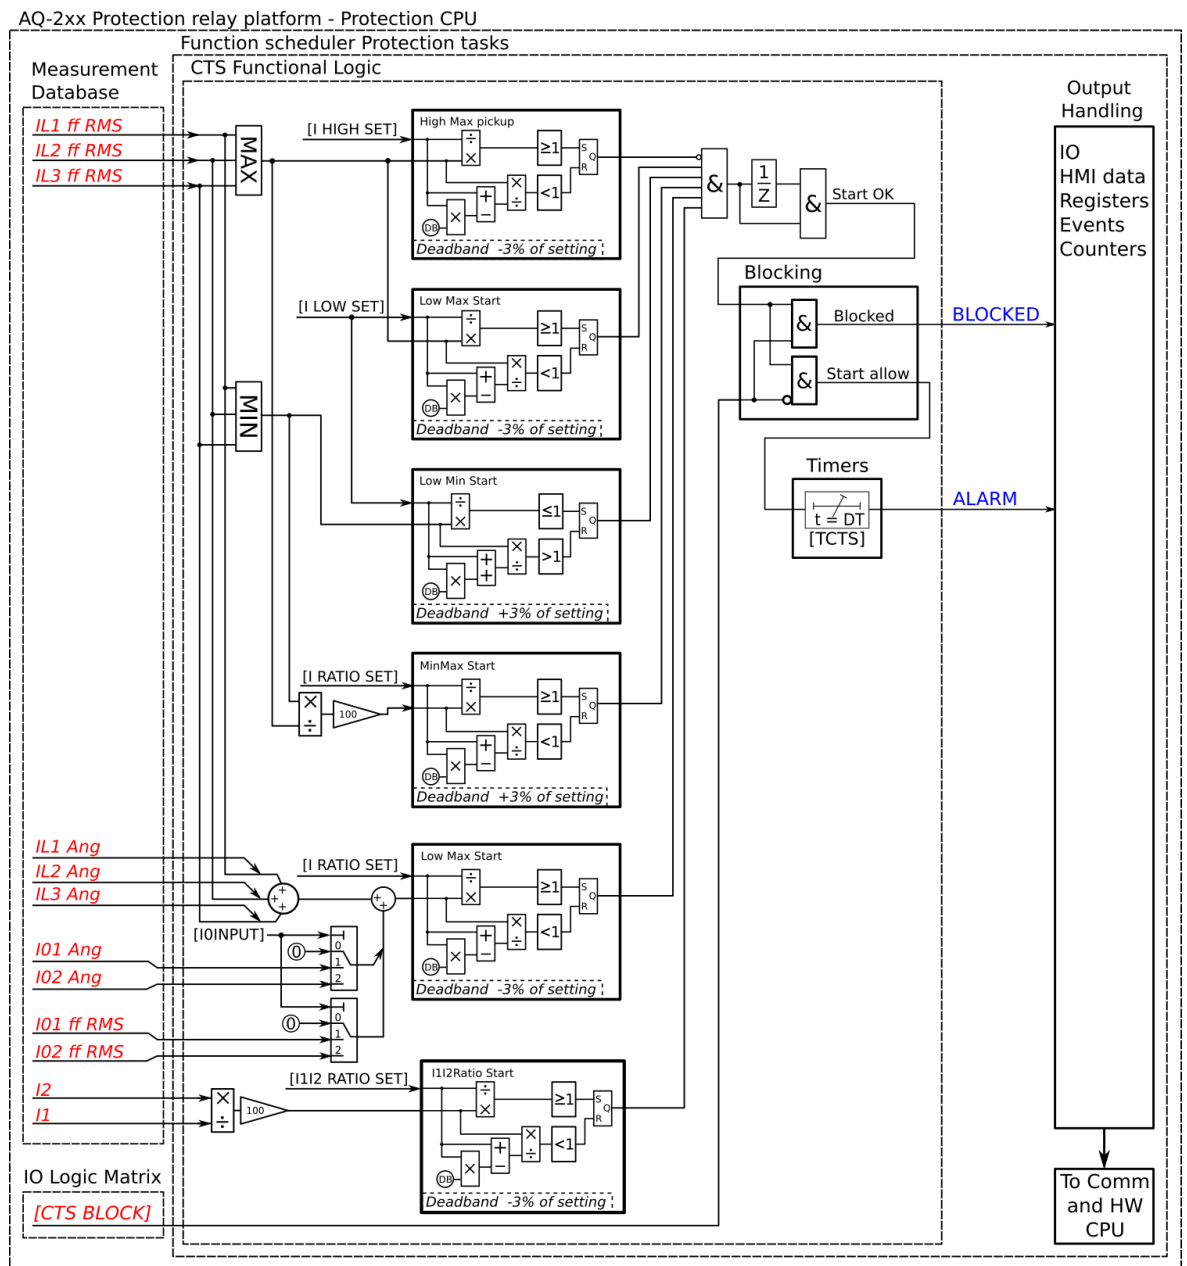 AQ-2xx Protection relay platform - Protection CPU
Function scheduler Protection tasks
CTS Functional Logic
Measurement
Database
IL1 ff RMS
IL2 ff RMS
IL3 ff RMS
MAX
MIN
[I HIGH SET]
High Max pickup
÷
×
≥1
S
Q
R
×
÷
<1
+
−
×
DB
Deadband -3% of setting
[I LOW SET]
Low Max Start
÷
×
≥1
S
Q
R
×
÷
<1
+
−
×
DB
Deadband -3% of setting
Low Min Start
÷
×
≤1
S
Q
R
×
÷
>1
+
+
×
DB
Deadband +3% of setting
[I RATIO SET]
×
÷
100
MinMax Start
÷
×
≥1
S
Q
R
×
÷
<1
+
−
×
DB
Deadband +3% of setting
IL1 Ang
IL2 Ang
IL3 Ang
+
++
[I RATIO SET]
+
+
Low Max Start
÷
×
≥1
S
Q
R
×
÷
<1
+
−
×
DB
Deadband -3% of setting
[I0INPUT]
I01 Ang
I02 Ang
0
0
1
2
I01 ff RMS
I02 ff RMS
0
0
1
2
[I1I2 RATIO SET]
I2
I1
×
÷
100
I1I2Ratio Start
÷
×
≥1
S
Q
R
×
÷
<1
+
−
×
DB
Deadband -3% of setting
IO Logic Matrix
[CTS BLOCK]
&
1
Z
&
Start OK
Blocking
&
Blocked
&
Start allow
Timers
t = DT
[TCTS]
BLOCKED
ALARM
Output
Handling
IO
HMI data
Registers
Events
Counters
To Comm
and HW
CPU